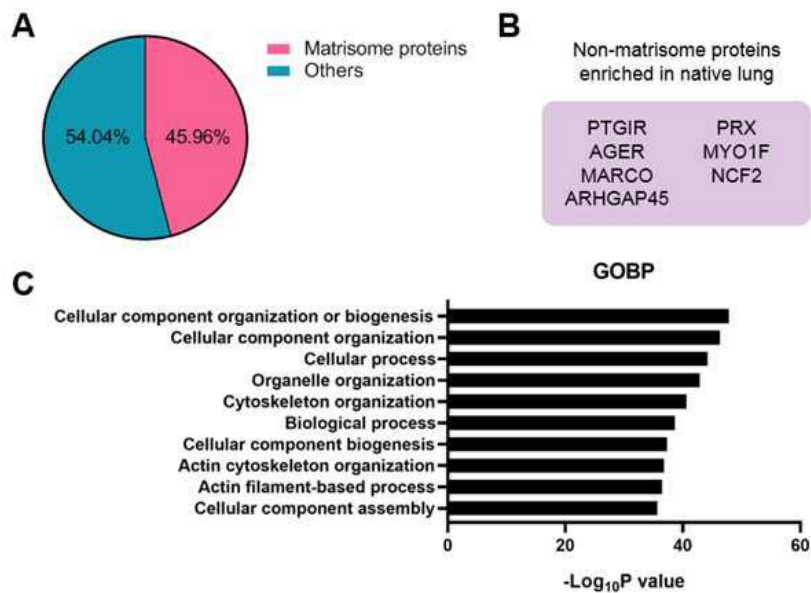 A
54.04%
45.96%
Matrisome proteins
Others
B
Non-matrisome proteins
enriched in native lung
PTGIR
AGER
MARCO
ARHGAP45
PRX
MYO1F
NCF2
C
GOBP
Cellular component organization or biogenesis
Cellular component organization
Cellular process
Organelle organization
Cytoskeleton organization
Biological process
Cellular component biogenesis
Actin cytoskeleton organization
Actin filament-based process
Cellular component assembly
0 20 40 60
-Log₁₀P value